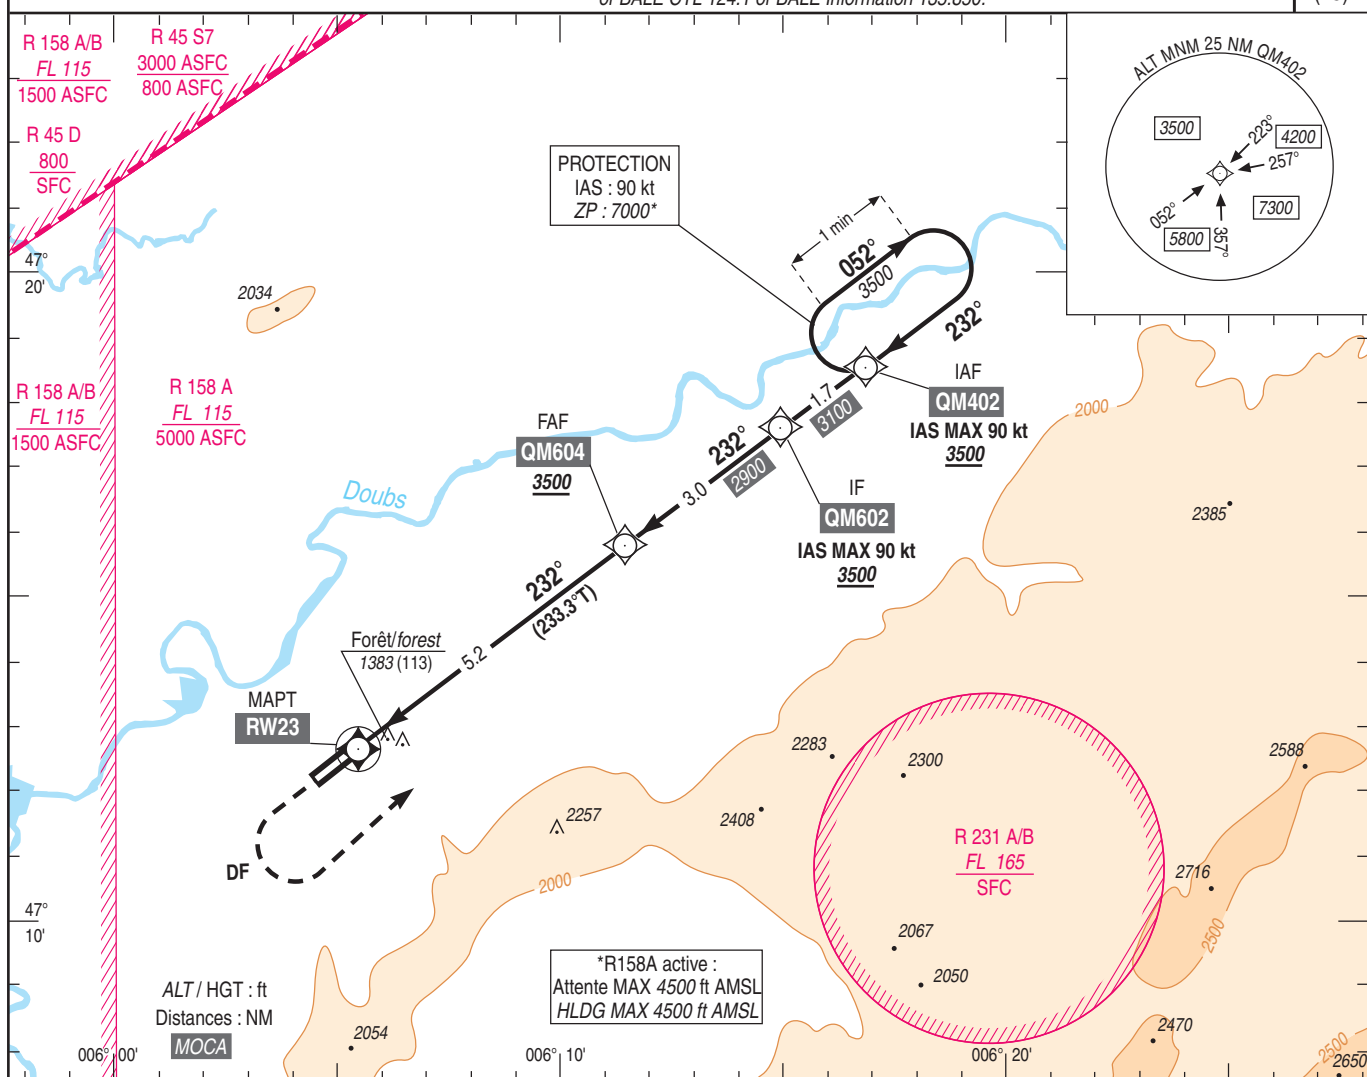 R 158 A/B
FL 115
1500 ASFC
R 45 S7
3000 ASFC
800 ASFC
R 45 D
800
SFC
ALT MNM 25 NM QM402
3500
223°
4200
257°
052°
7300
5800
357°
PROTECTION
IAS : 90 kt
ZP : 7000*
1 min
052°
3500
232°
47°
20'
2034
R 158 A/B
FL 115
1500 ASFC
R 158 A
FL 115
5000 ASFC
IAF
QM402
IAS MAX 90 kt
3500
1.7
3100
2000
FAF
QM604
3500
232°
2900
3.0
IF
QM602
IAS MAX 90 kt
3500
Doubs
2385
232°
(233.3°T)
Forêt/forest
1383 (113)
5.2
MAPT
RW23
2283
2300
2588
2257
2408
R 231 A/B
FL 165
SFC
DF
2000
2716
47°
10'
2067
2500
2050
*R158A active :
Attente MAX 4500 ft AMSL
HLDG MAX 4500 ft AMSL
ALT / HGT : ft
Distances : NM
MOCA
2054
2470
2500
2650
006° 00'
006° 10'
006° 20'